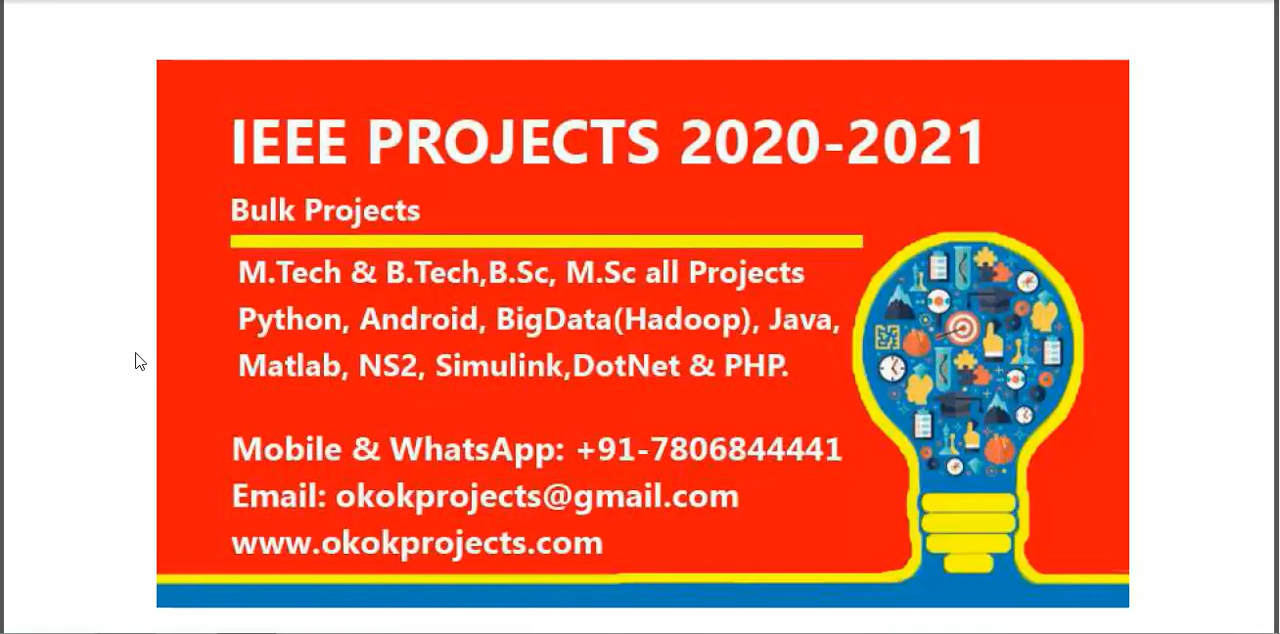 IEEE PROJECTS 2020-2021
Bulk Projects
M.Tech & B.Tech,B.Sc, M.Sc all Projects
Python, Android, BigData(Hadoop), Java,
Matlab, NS2, Simulink,DotNet & PHP.
Mobile & WhatsApp: +91-7806844441
Email: okokprojects@gmail.com
www.okokprojects.com